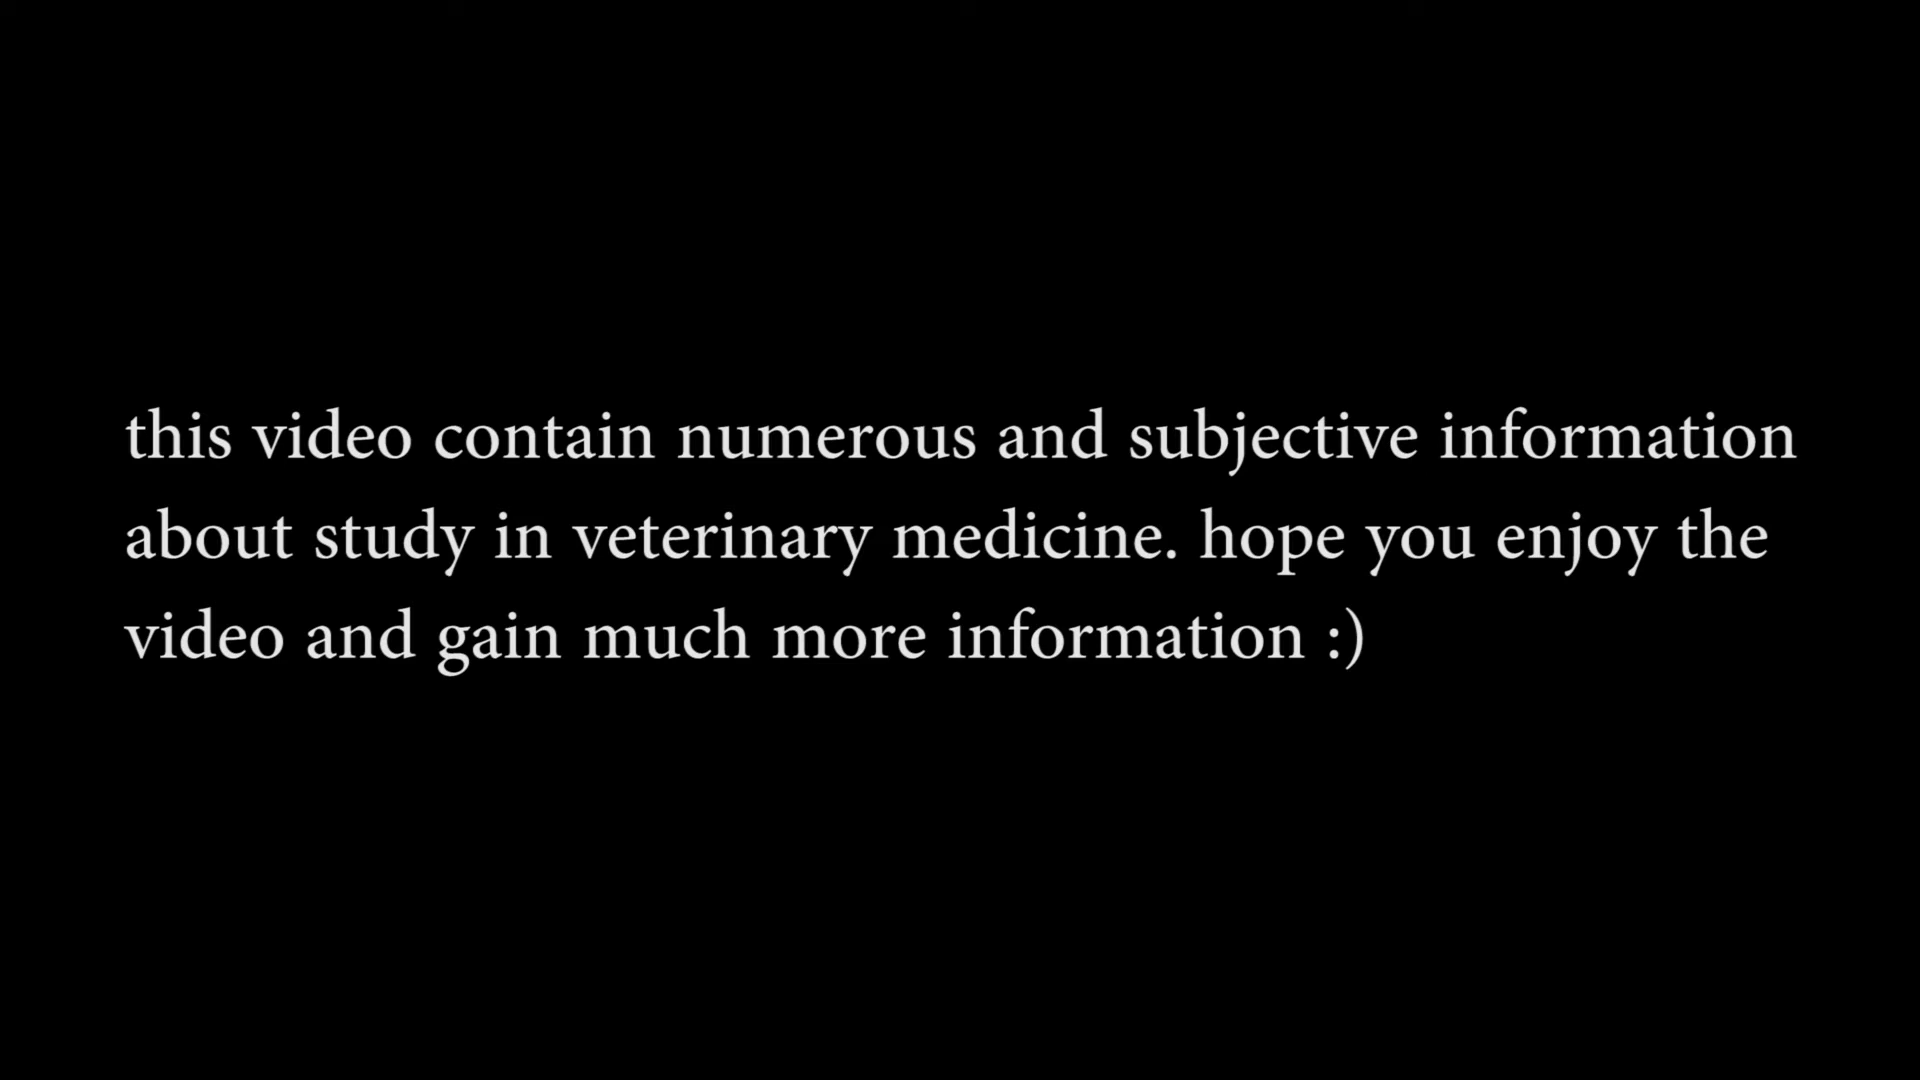 this video contain numerous and subjective information
about study in veterinary medicine. hope you enjoy the
video and gain much more information :)